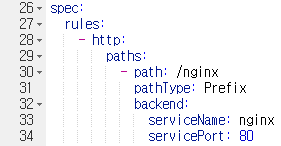 26 spec:
27   rules:
28     - http:
29         paths:
30           - path: /nginx
31             pathType: Prefix
32             backend:
33               serviceName: nginx
34               servicePort: 80